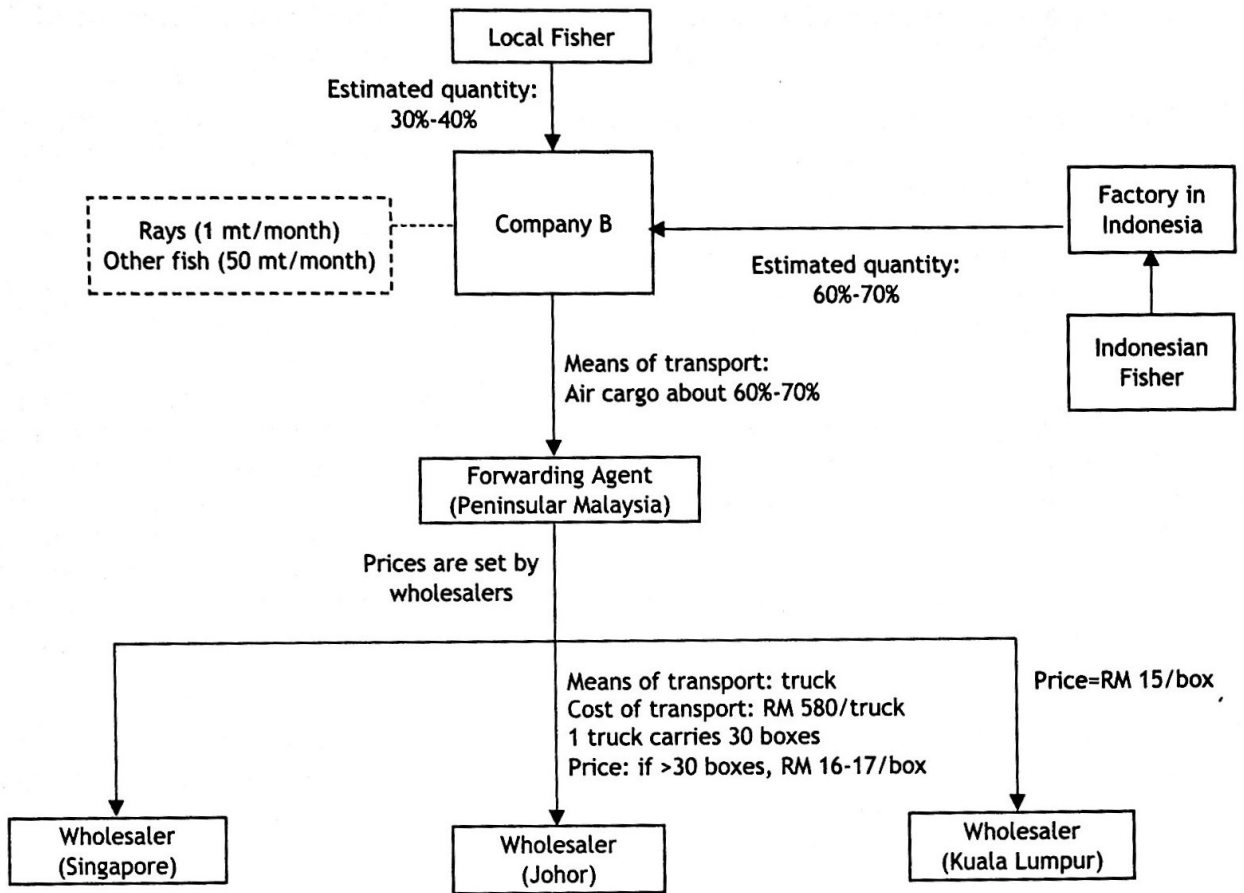 Local Fisher
Estimated quantity:
30%-40%
Rays (1 mt/month)
Other fish (50 mt/month)
Company B
Factory in
Indonesia
Estimated quantity:
60%-70%
Indonesian
Fisher
Means of transport:
Air cargo about 60%-70%
Forwarding Agent
(Peninsular Malaysia)
Prices are set by
wholesalers
Means of transport: truck
Cost of transport: RM 580/truck
1 truck carries 30 boxes
Price: if >30 boxes, RM 16-17/box
Price=RM 15/box
Wholesaler
(Singapore)
Wholesaler
(Johor)
Wholesaler
(Kuala Lumpur)